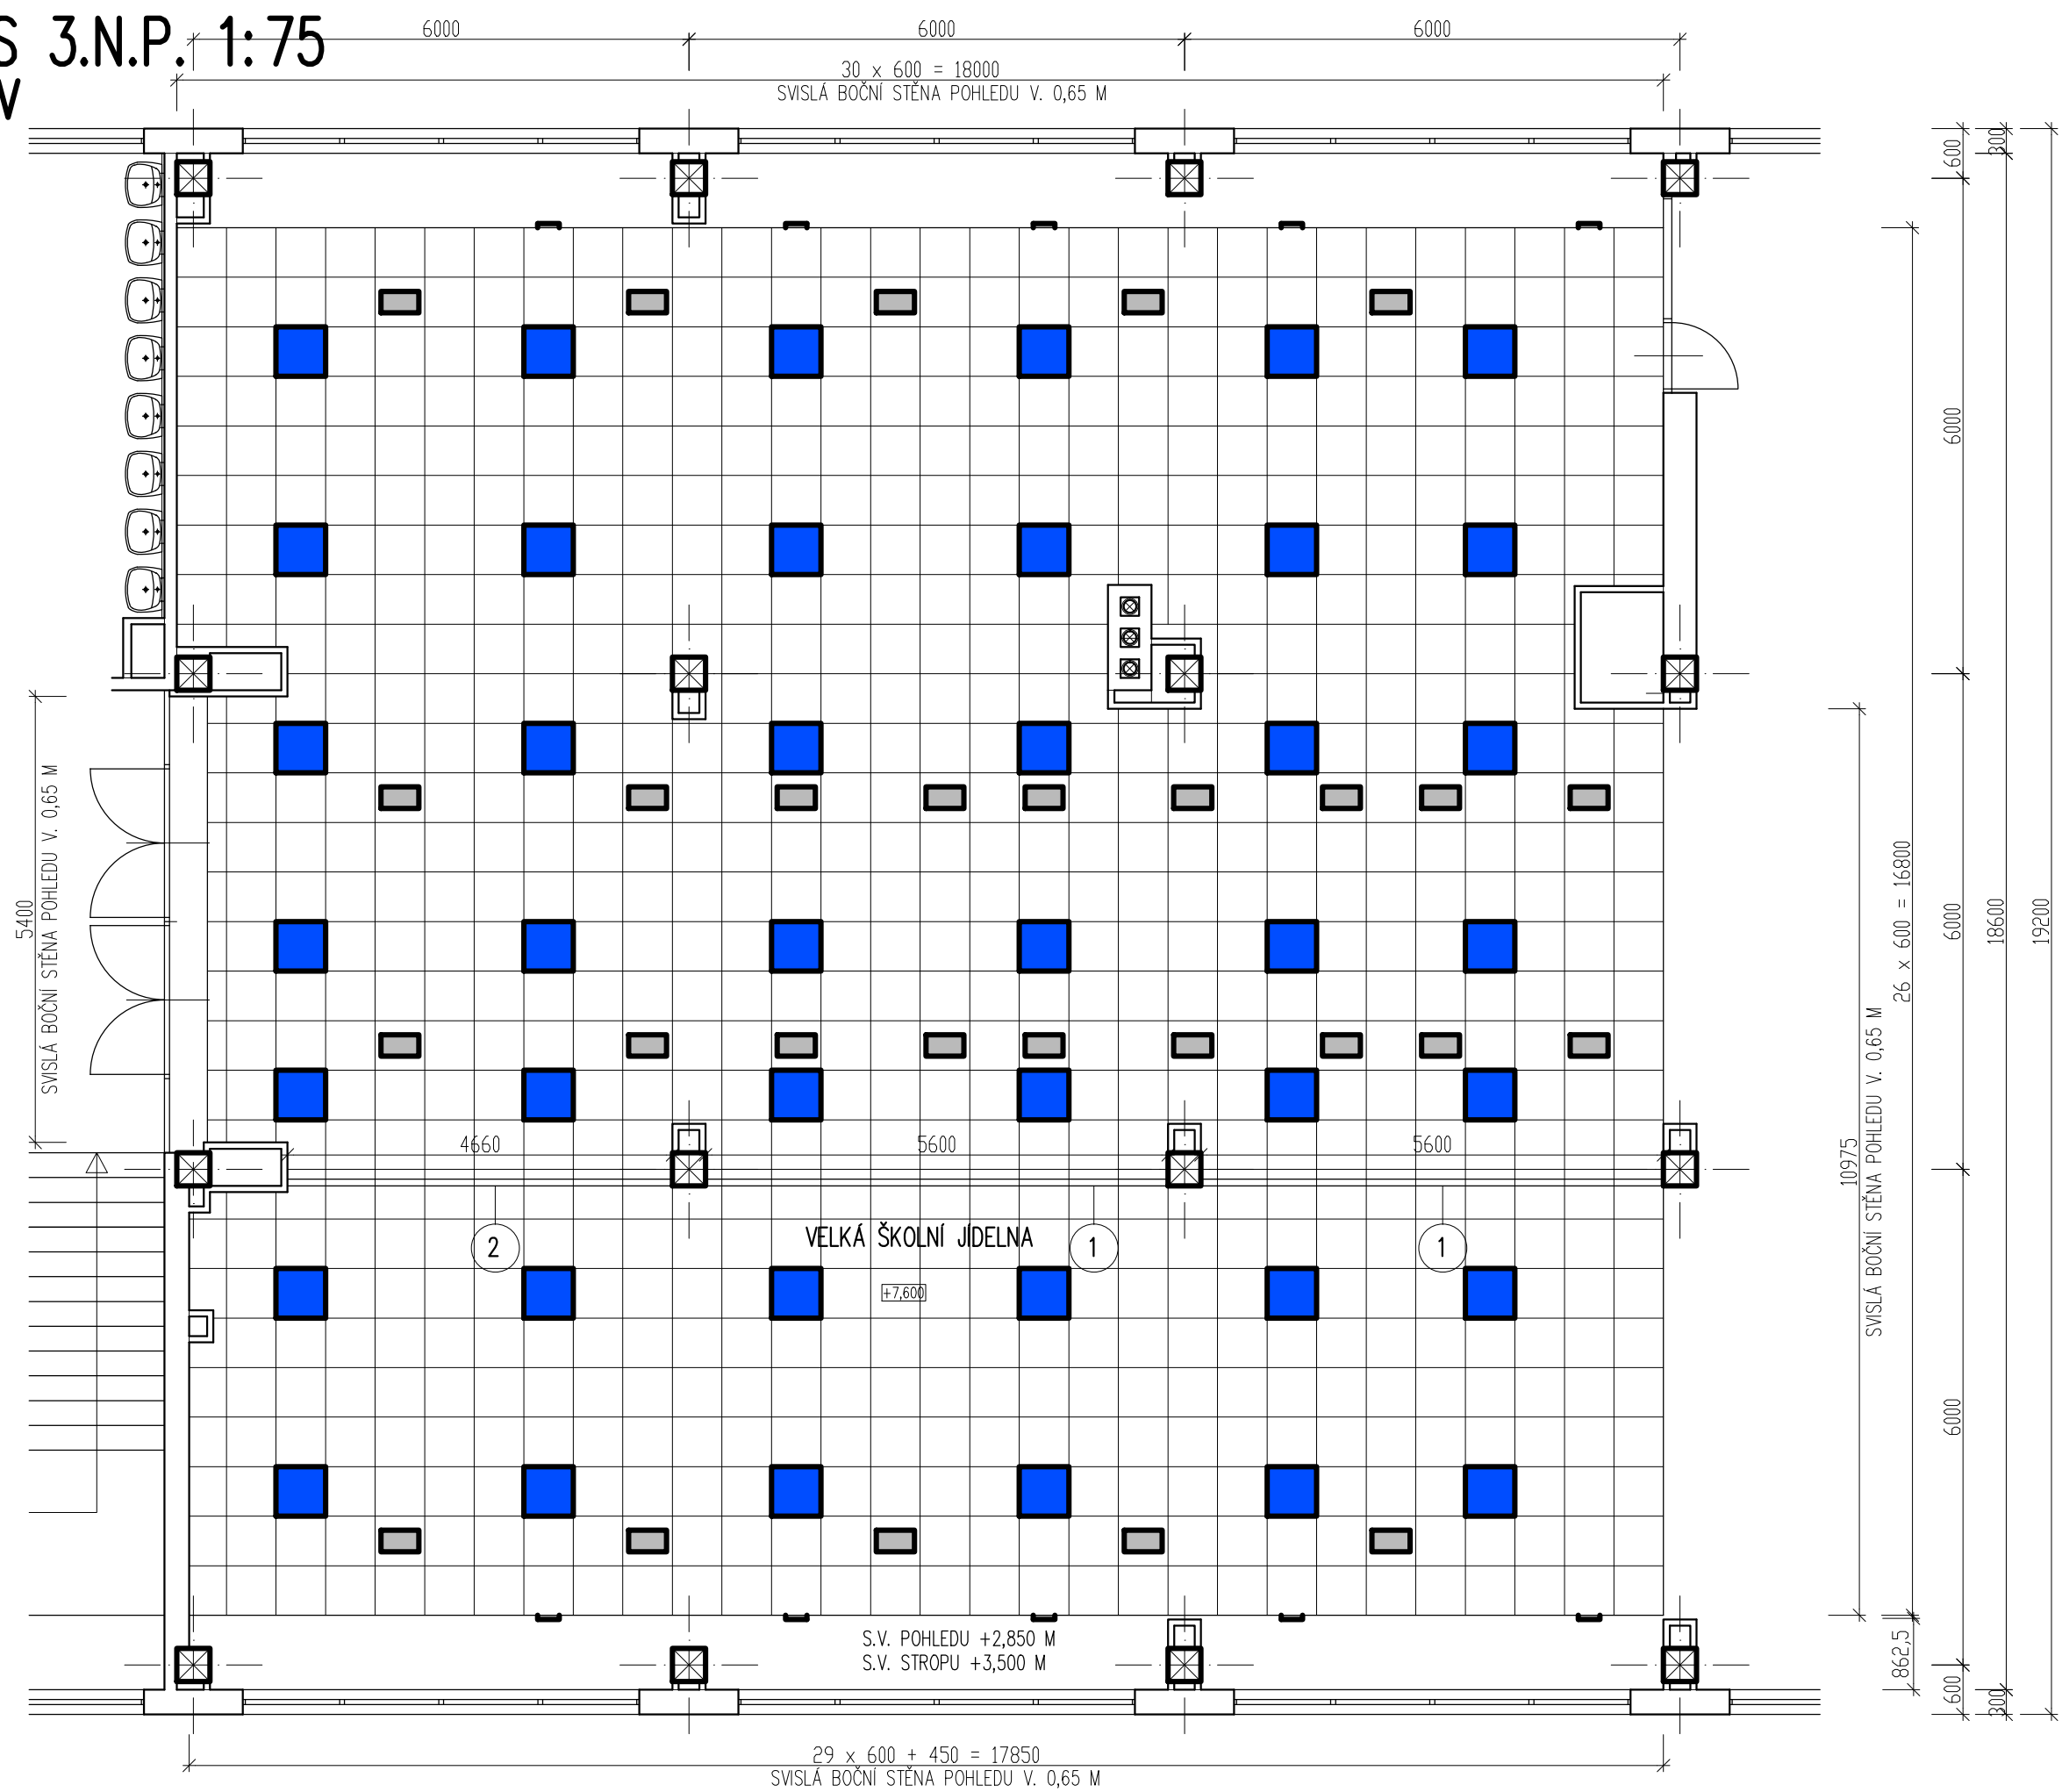 S 3.N.P. 1:75
V
6000
6000
6000
30 x 600 = 18000
SVISLÁ BOČNÍ STĚNA POHLEDU V. 0,65 M
600
300
6000
5400
SVISLÁ BOČNÍ STĚNA POHLEDU V. 0,65 M
26 x 600 = 16800
6000
18600
19200
4660
5600
5600
10975
SVISLÁ BOČNÍ STĚNA POHLEDU V. 0,65 M
2
VELKÁ ŠKOLNÍ JÍDELNA
1
1
+7,600
6000
S.V. POHLEDU +2,850 M
S.V. STROPU +3,500 M
862,5
600
300
29 x 600 + 450 = 17850
SVISLÁ BOČNÍ STĚNA POHLEDU V. 0,65 M